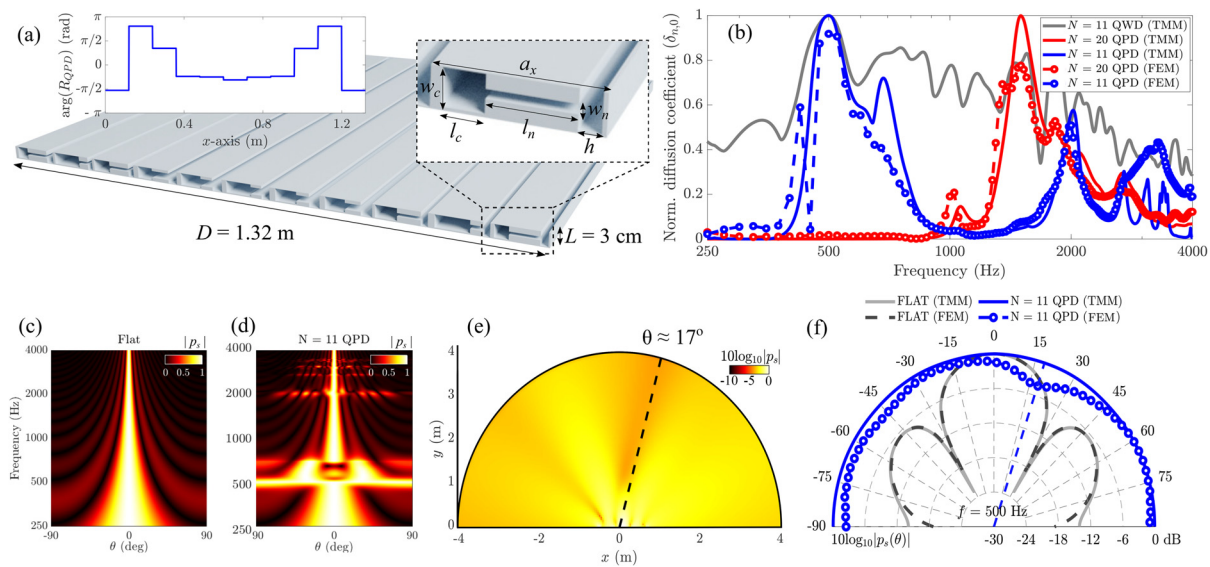 (a)
arg(R_QPD) (rad)
π
π/2
0
-π/2
-π
0
0.4
0.8
1.2
x-axis (m)
a_x
w_c
w_n
l_c
l_n
h
D = 1.32 m
L = 3 cm
(b)
Norm. diffusion coefficient (δ_n,0)
1
0.8
0.6
0.4
0.2
0
250
500
1000
2000
4000
Frequency (Hz)
N = 11 QWD (TMM)
N = 20 QPD (TMM)
N = 11 QPD (TMM)
N = 20 QPD (FEM)
N = 11 QPD (FEM)
(c)
Flat
|p_s|
0 0.5 1
Frequency (Hz)
4000
2000
1000
500
250
-90
0
90
θ (deg)
(d)
N = 11 QPD
|p_s|
0 0.5 1
4000
2000
1000
500
250
90
0
90
θ (deg)
(e)
θ ≈ 17º
10log10|p_s|
-10 -5 0
y (m)
4
3
2
1
0
-4
-2
0
2
4
x (m)
FLAT (TMM)
N = 11 QPD (TMM)
FLAT (FEM)
N = 11 QPD (FEM)
(f)
-90
-75
-60
-45
-30
-15
0
15
30
45
60
75
f = 500 Hz
10log10|p_s(θ)|
-30
-24
-18
-12
-6
0 dB